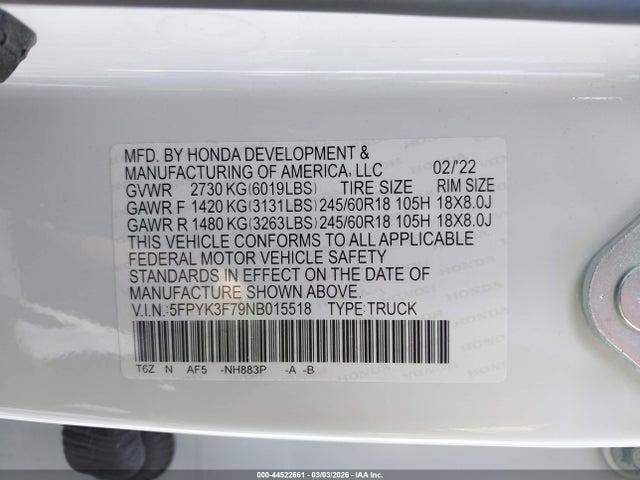 MFD. BY HONDA DEVELOPMENT &
MANUFACTURING OF AMERICA, LLC 02/'22
GVWR 2730 KG(6019LBS) TIRE SIZE RIM SIZE
GAWR F 1420 KG(3131LBS) 245/60R18 105H 18X8.0J
GAWR R 1480 KG(3263LBS) 245/60R18 105H 18X8.0J
THIS VEHICLE CONFORMS TO ALL APPLICABLE
FEDERAL MOTOR VEHICLE SAFETY
STANDARDS IN EFFECT ON THE DATE OF
MANUFACTURE SHOWN ABOVE.
V.I.N.:5FPYK3F79NB015518 TYPE:TRUCK
T6Z N AF5 -NH883P -A -B
000-44522661 - 03/03/2026 - IAAI.COM